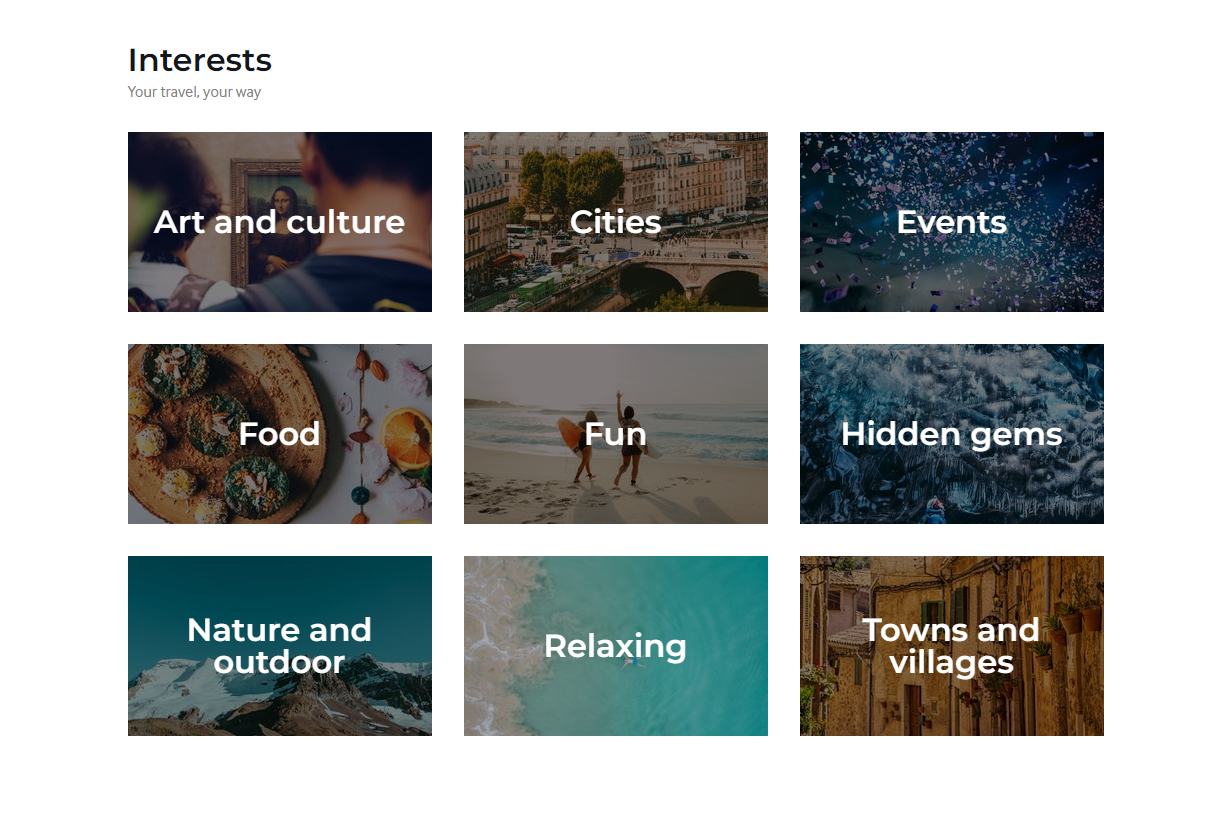 Interests
Your travel, your way
Art and culture
Cities
Events
Food
Fun
Hidden gems
Nature and
outdoor
Relaxing
Towns and
villages